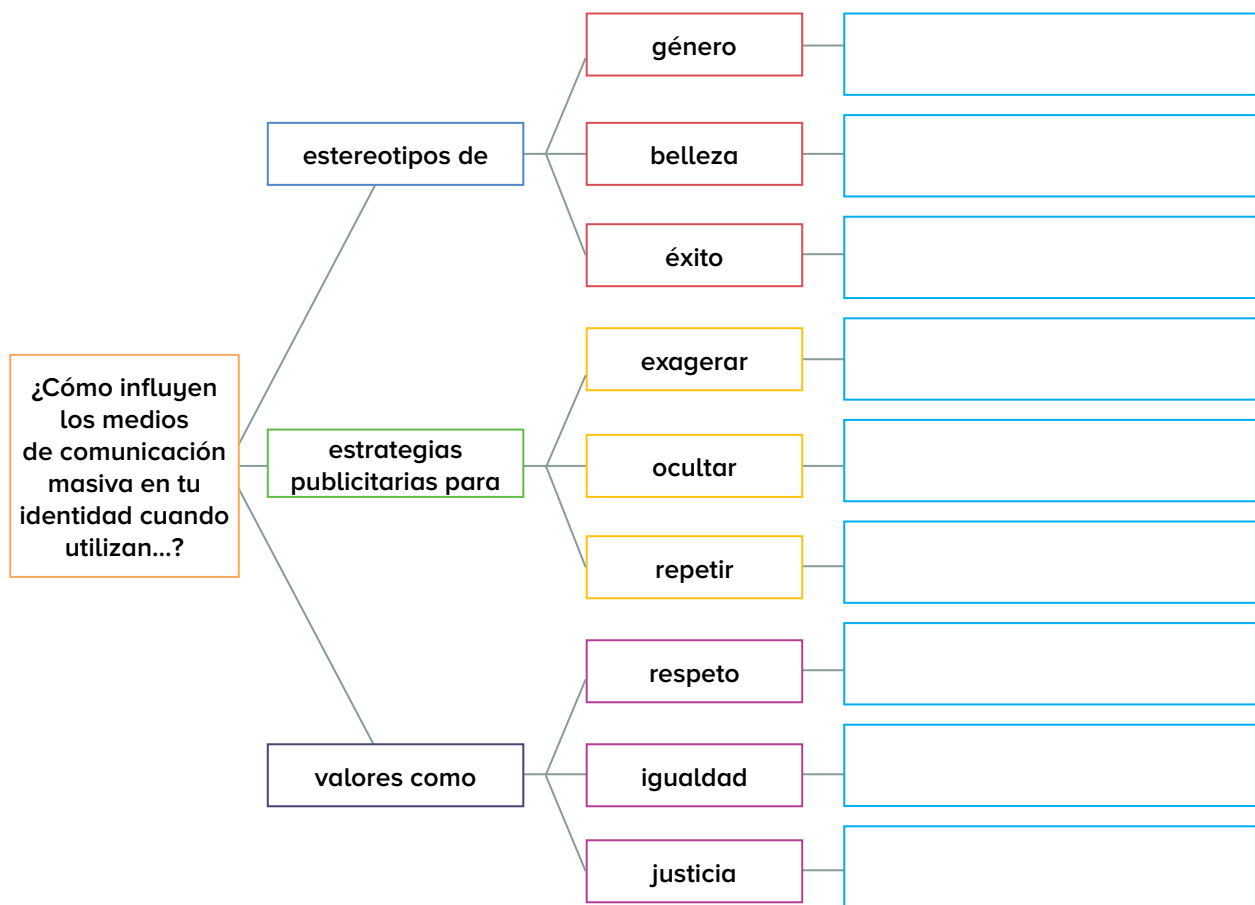 ¿Cómo influyen
los medios
de comunicación
masiva en tu
identidad cuando
utilizan...?
estereotipos de
género
belleza
éxito
estrategias
publicitarias para
exagerar
ocultar
repetir
valores como
respeto
igualdad
justicia